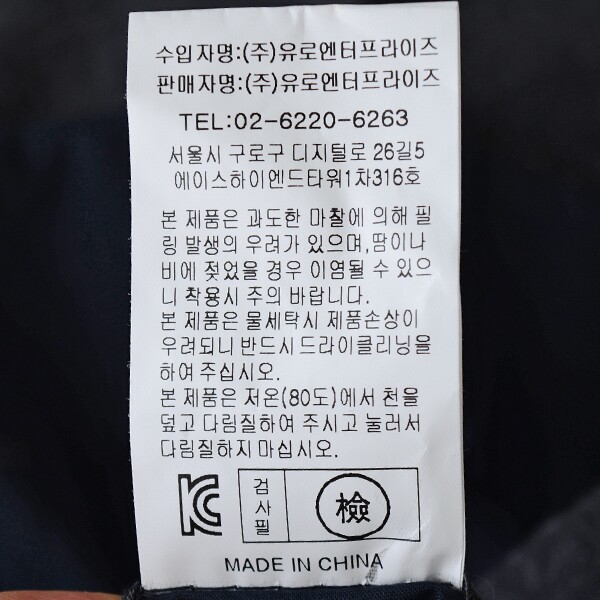 수입자명:(주)유로엔터프라이즈
판매자명:(주)유로엔터프라이즈
TEL:02-6220-6263
서울시 구로구 디지털로 26길5
에이스하이엔드타워1차316호
본 제품은 과도한 마찰에 의해 필
링 발생의 우려가 있으며,땀이나
비에 젖었을 경우 이염될 수 있으
니 착용시 주의 바랍니다.
본 제품은 물세탁시 제품손상이
우려되니 반드시 드라이클리닝을
하여 주십시오.
본 제품은 저온(80도)에서 천을
덮고 다림질하여 주시고 눌러서
다림질하지 마십시오.
KC
검사필
檢
MADE IN CHINA